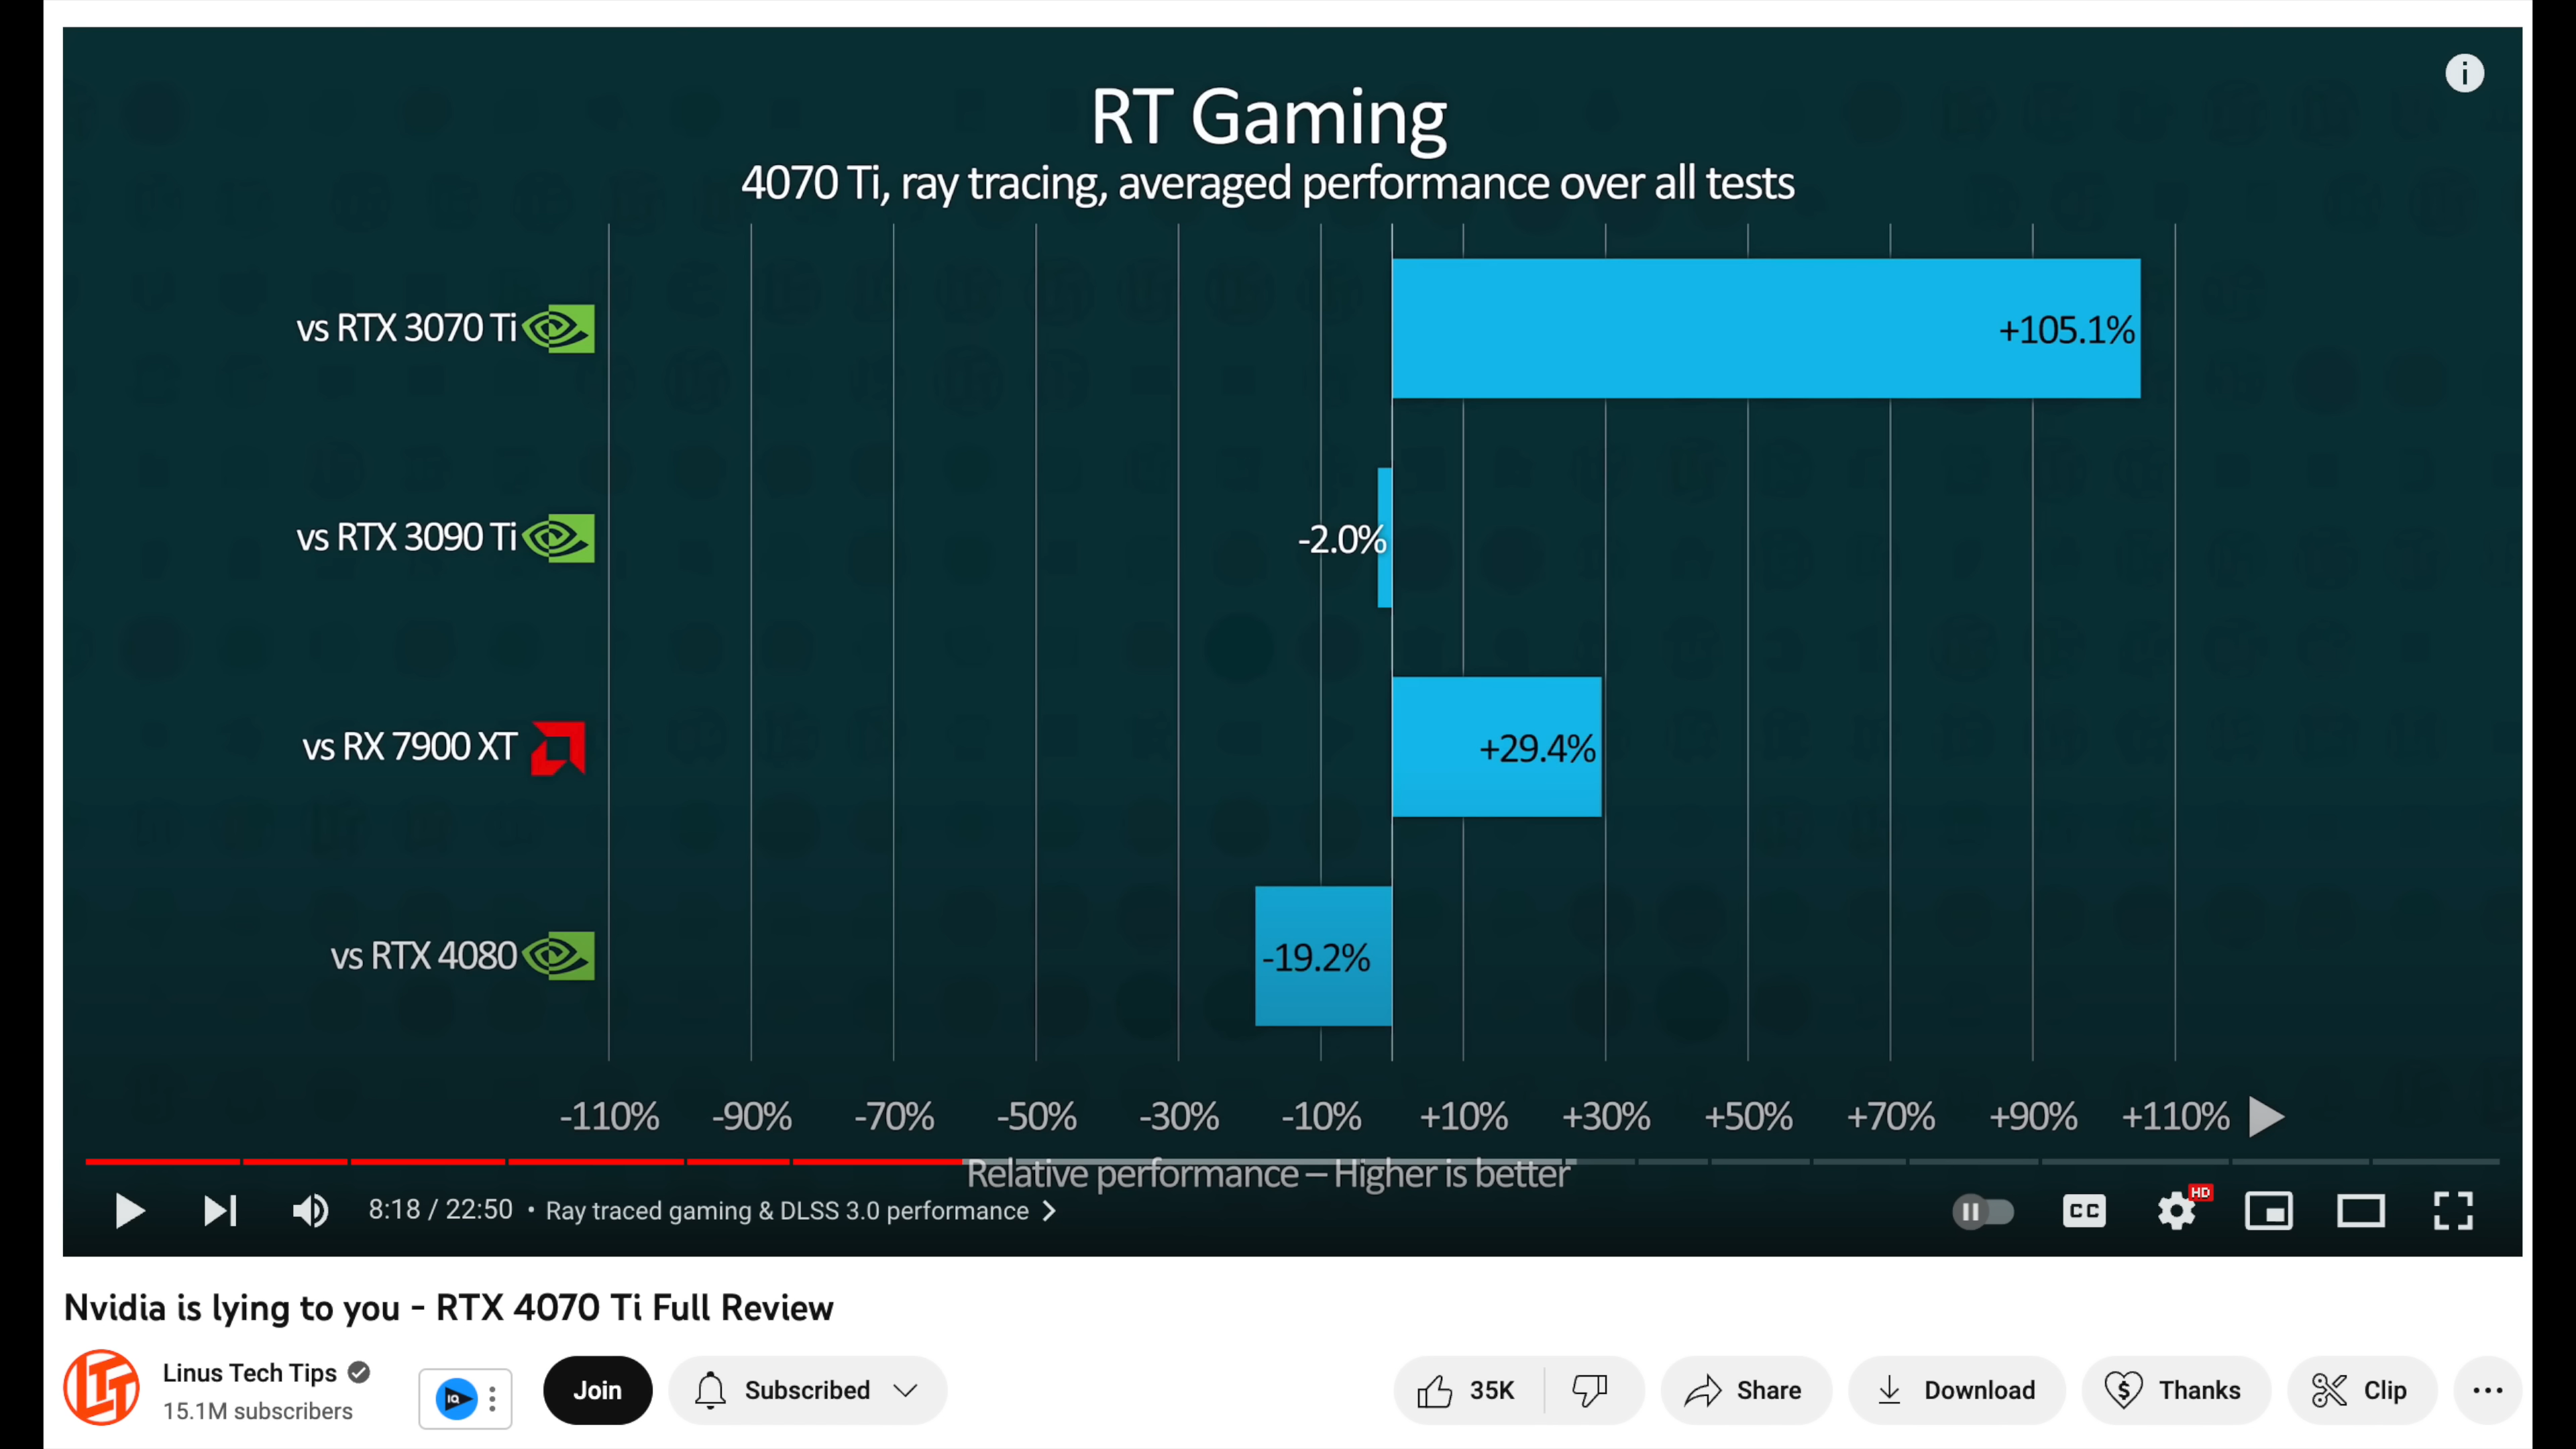 RT Gaming
4070 Ti, ray tracing, averaged performance over all tests
vs RTX 3070 Ti
+105.1%
vs RTX 3090 Ti
-2.0%
vs RX 7900 XT
+29.4%
vs RTX 4080
-19.2%
-110% -90% -70% -50% -30% -10% +10% +30% +50% +70% +90% +110%
Relative performance – Higher is better
8:18 / 22:50 • Ray traced gaming & DLSS 3.0 performance
CC
HD
Nvidia is lying to you - RTX 4070 Ti Full Review
LTT
Linus Tech Tips
15.1M subscribers
IQ
Join
Subscribed
35K
Share
Download
Thanks
Clip